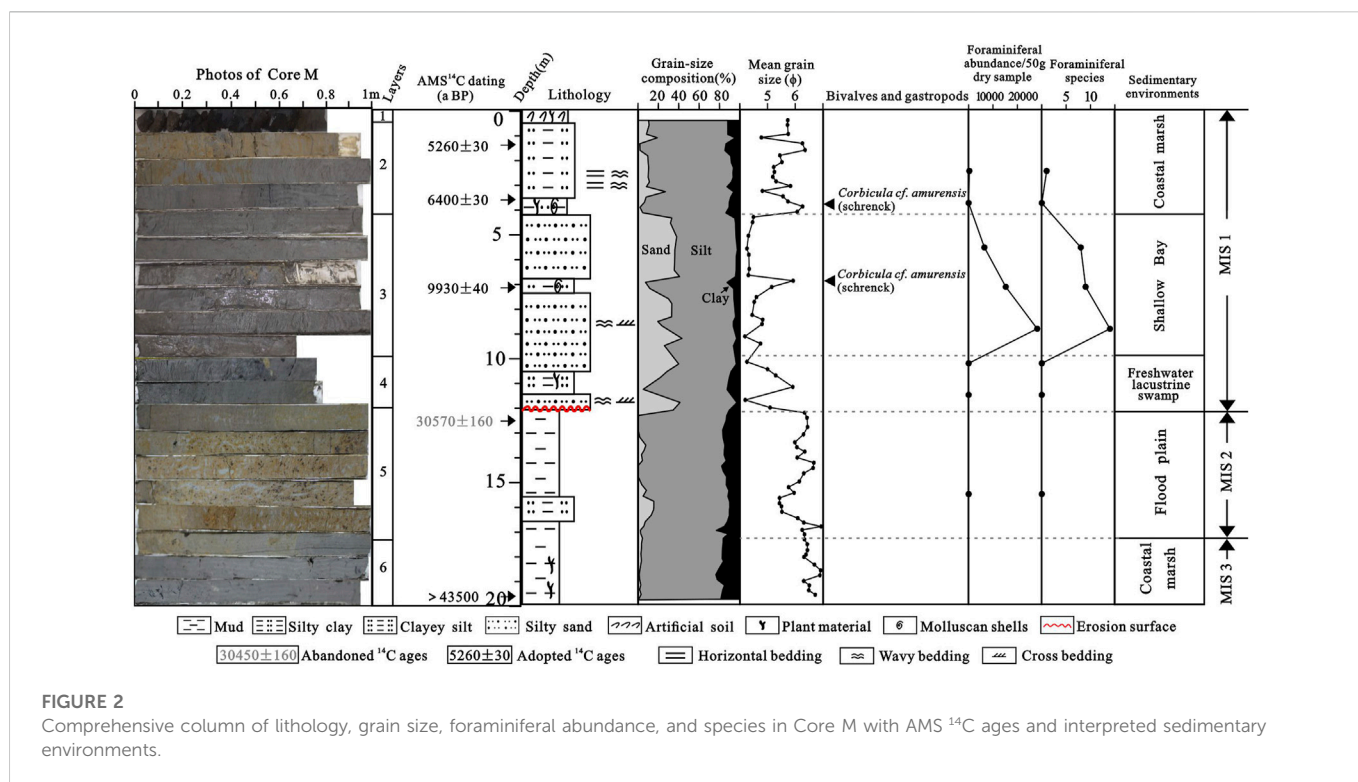 Photos of Core M
0 0.2 0.4 0.6 0.8 1m
Layers
AMS¹⁴C dating
(a BP)
Depth(m)
Lithology
Grain-size
composition(%)
20 40 80
Mean grain
size (ϕ)
5 6
Bivalves and gastropods
Foraminiferal
abundance/50g
dry sample
10000 20000
Foraminiferal
species
5 10
Sedimentary
environments
1
2
3
4
5
6
5260±30
6400±30
9930±40
30570±160
>43500
0
5
10
15
20
Sand
Silt
Clay
Corbicula cf. amurensis
(schrenck)
Corbicula cf. amurensis
(schrenck)
Coastal marsh
Shallow Bay
Freshwater
lacustrine
swamp
Flood plain
Coastal
marsh
MIS 1
MIS 2
MIS 3
Mud Silty clay Clayey silt Silty sand Artificial soil Plant material Molluscan shells Erosion surface
30450±160 Abandoned ¹⁴C ages 5260±30 Adopted ¹⁴C ages Horizontal bedding Wavy bedding Cross bedding
FIGURE 2
Comprehensive column of lithology, grain size, foraminiferal abundance, and species in Core M with AMS ¹⁴C ages and interpreted sedimentary
environments.